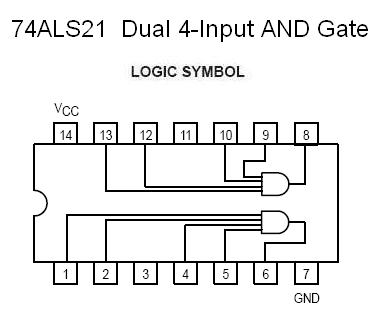 74ALS21 Dual 4-Input AND Gate
LOGIC SYMBOL
VCC
14 13 12 11 10 9 8
1 2 3 4 5 6 7
GND